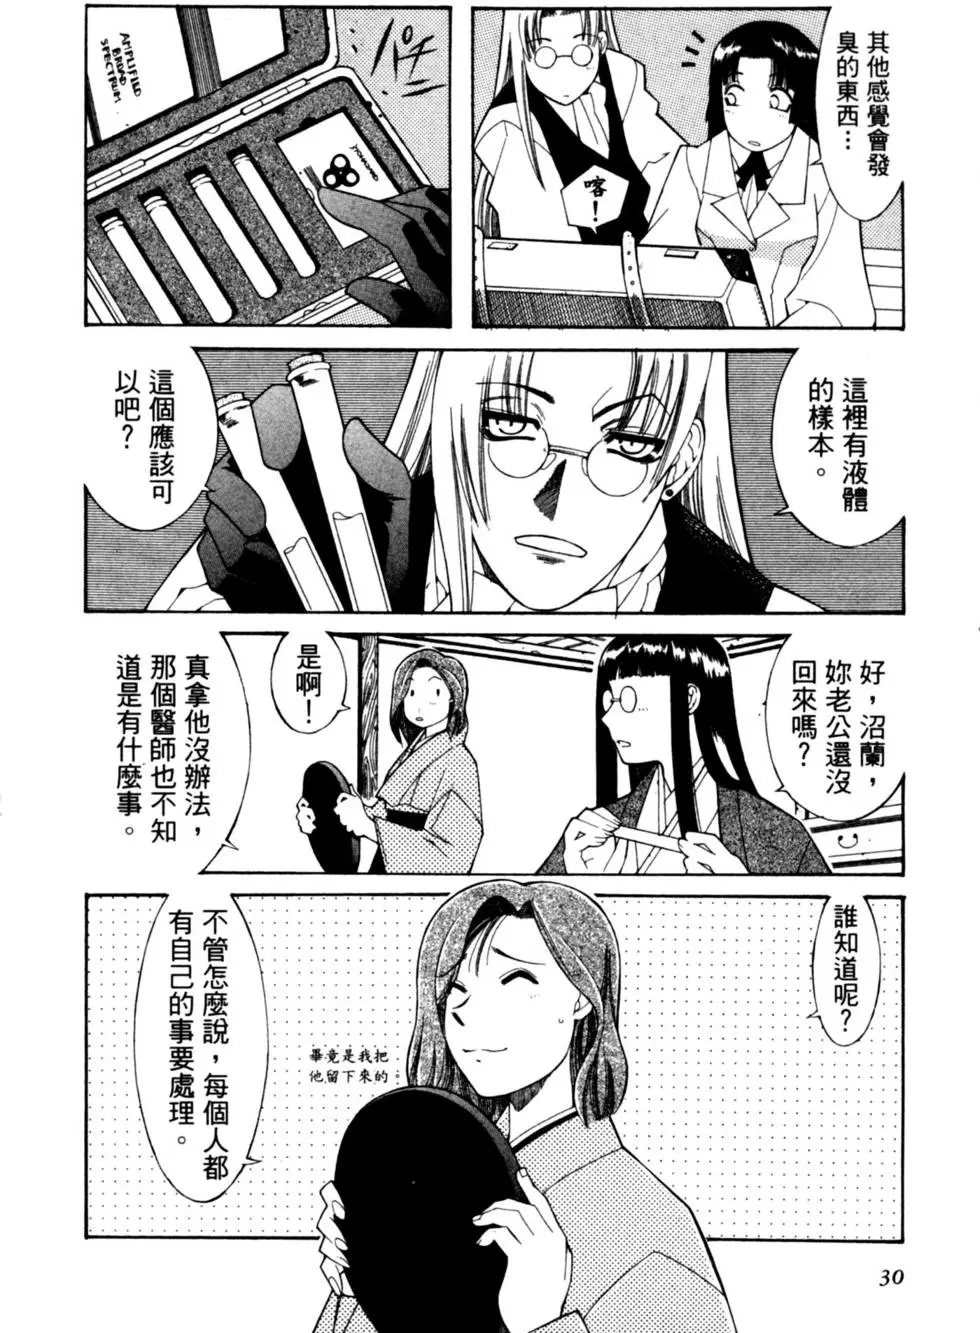 其他感覺會發
臭的東西…
喀！
AMPLIFIED
BROAD
SPECTRUM
這裡有液體
的樣本。
這個應該可
以吧？
好，沼蘭，
妳老公還沒
回來嗎？
是啊！
真拿他沒辦法，
那個醫師也不知
道是有什麼事。
誰知道呢？
畢竟是我把
他留下來的。
不管怎麼說，每個人都
有自己的事要處理。
30